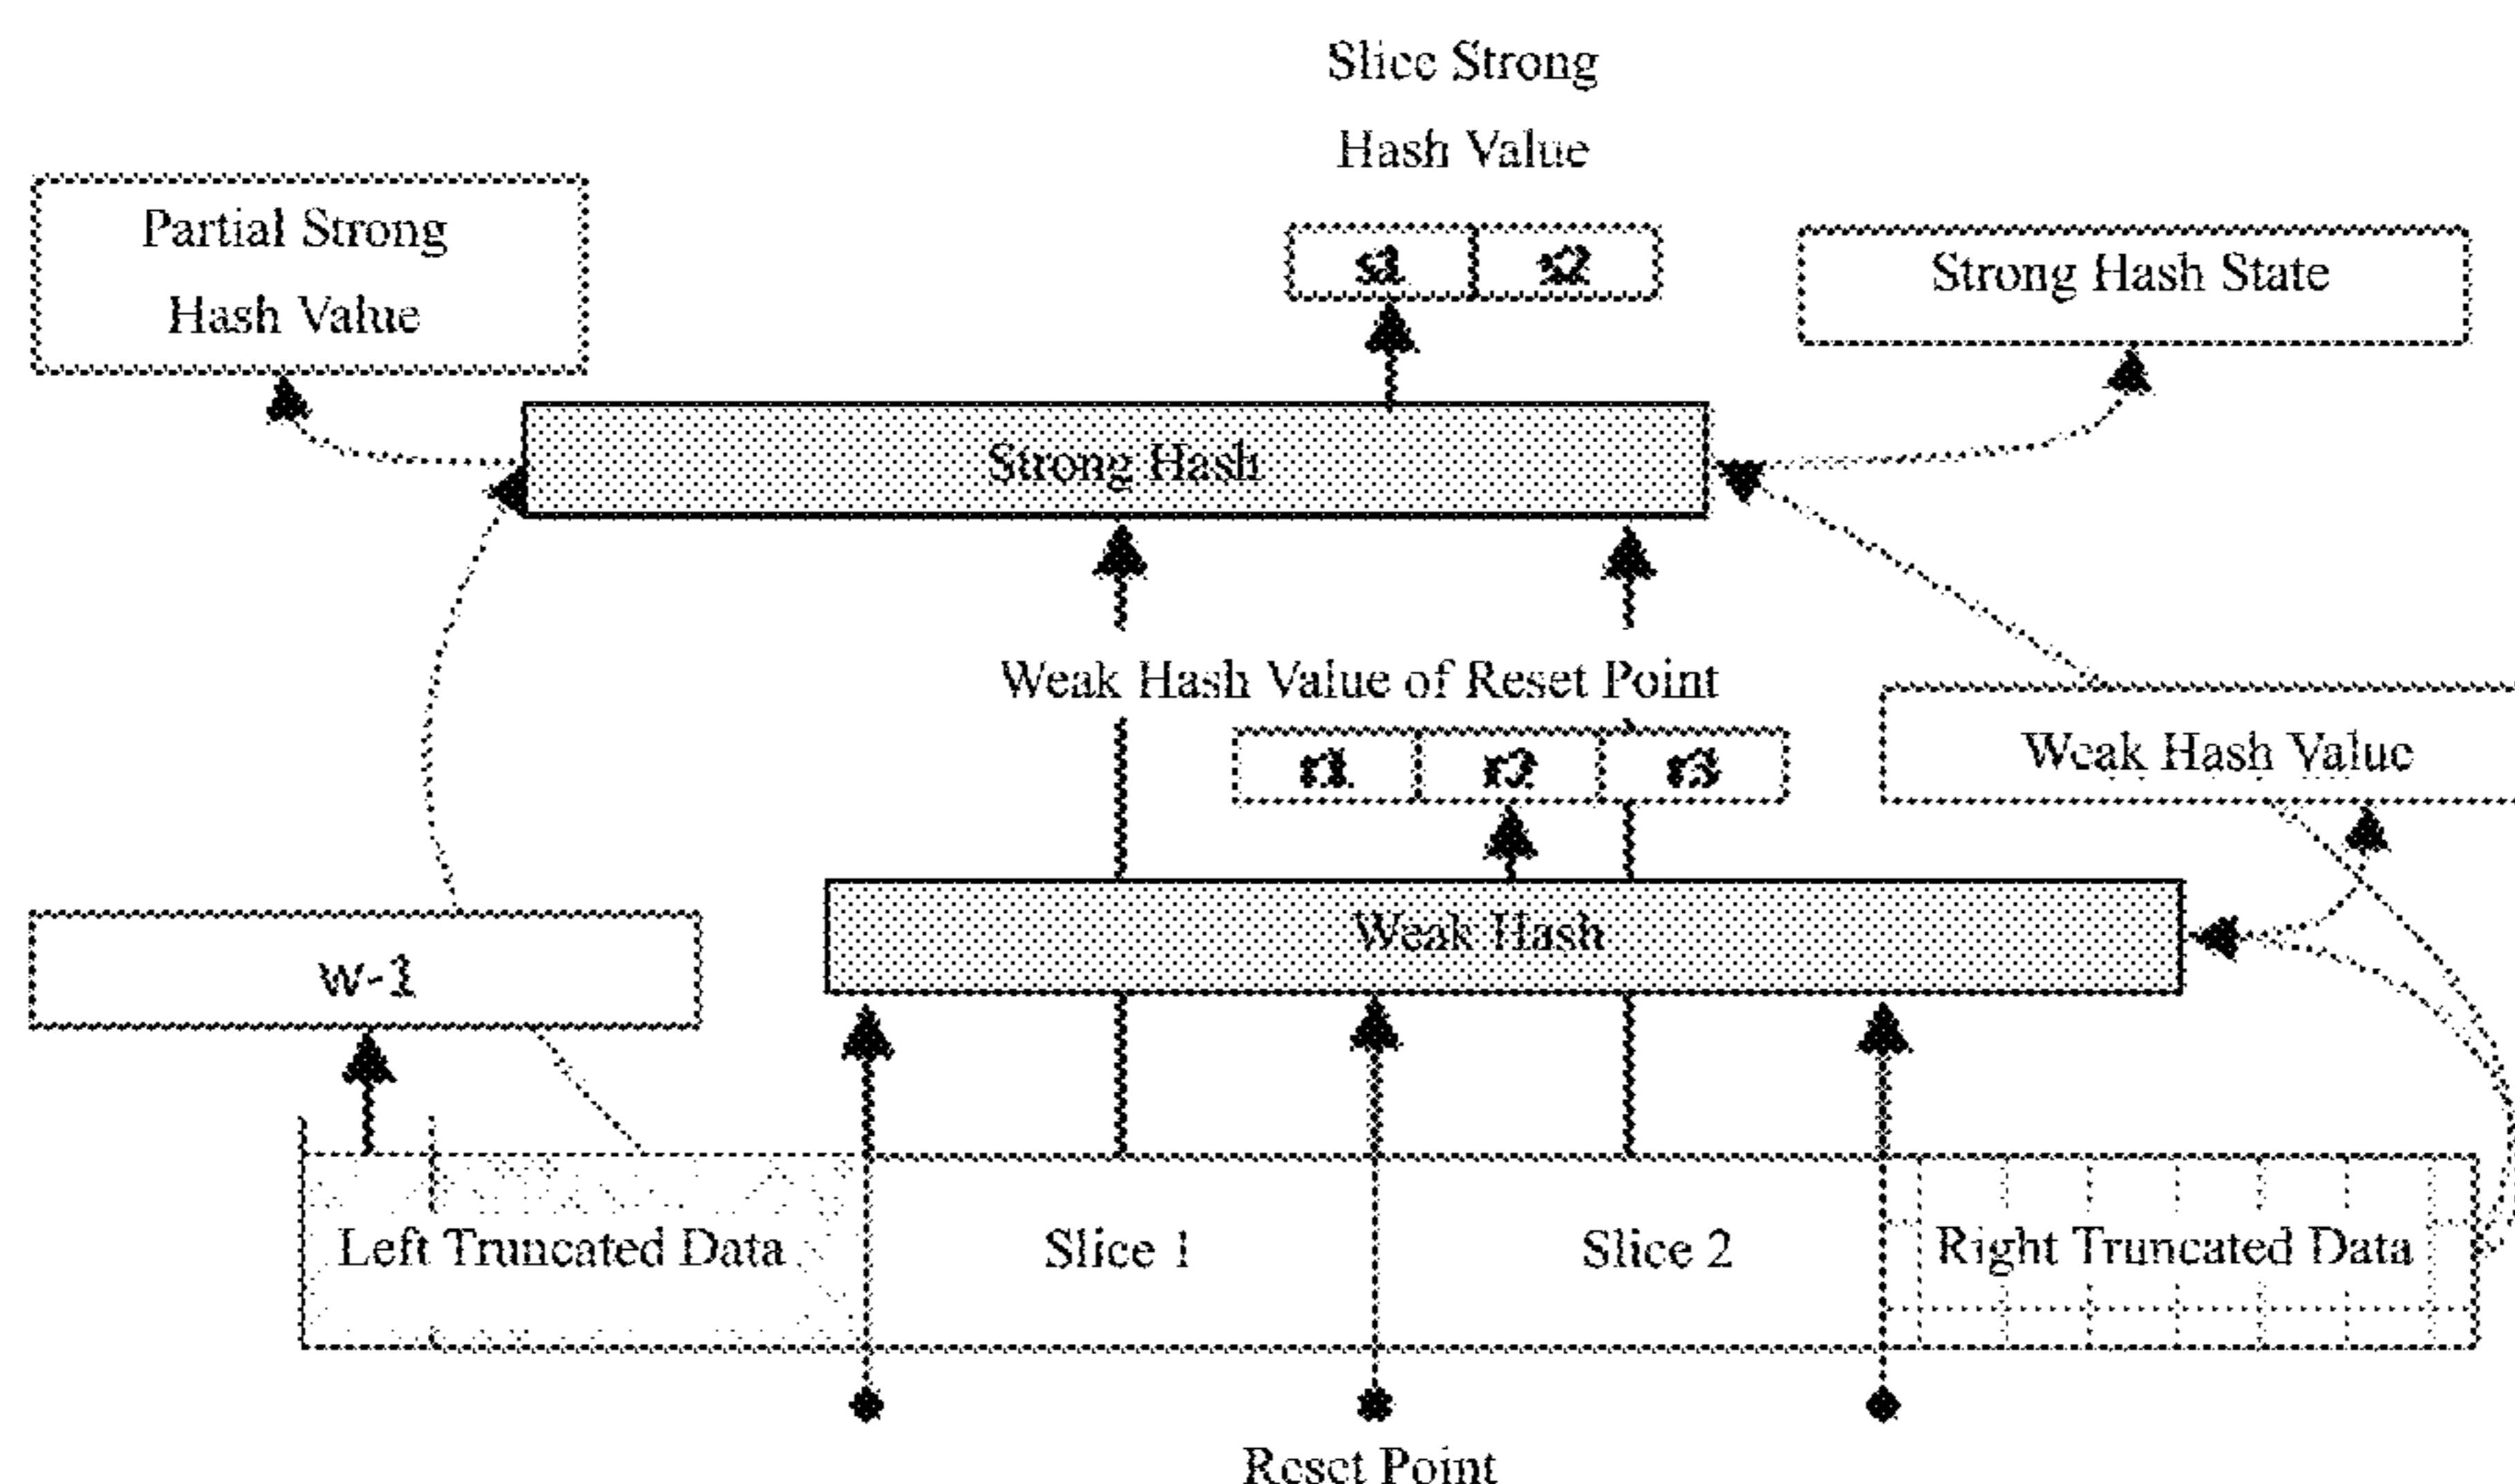 Slice Strong
Hash Value
Partial Strong
Hash Value
s1 s2
Strong Hash State
Strong Hash
Weak Hash Value of Reset Point
r1 r2 r3
Weak Hash Value
Weak Hash
w-1
Left Truncated Data
Slice 1
Slice 2
Right Truncated Data
Reset Point